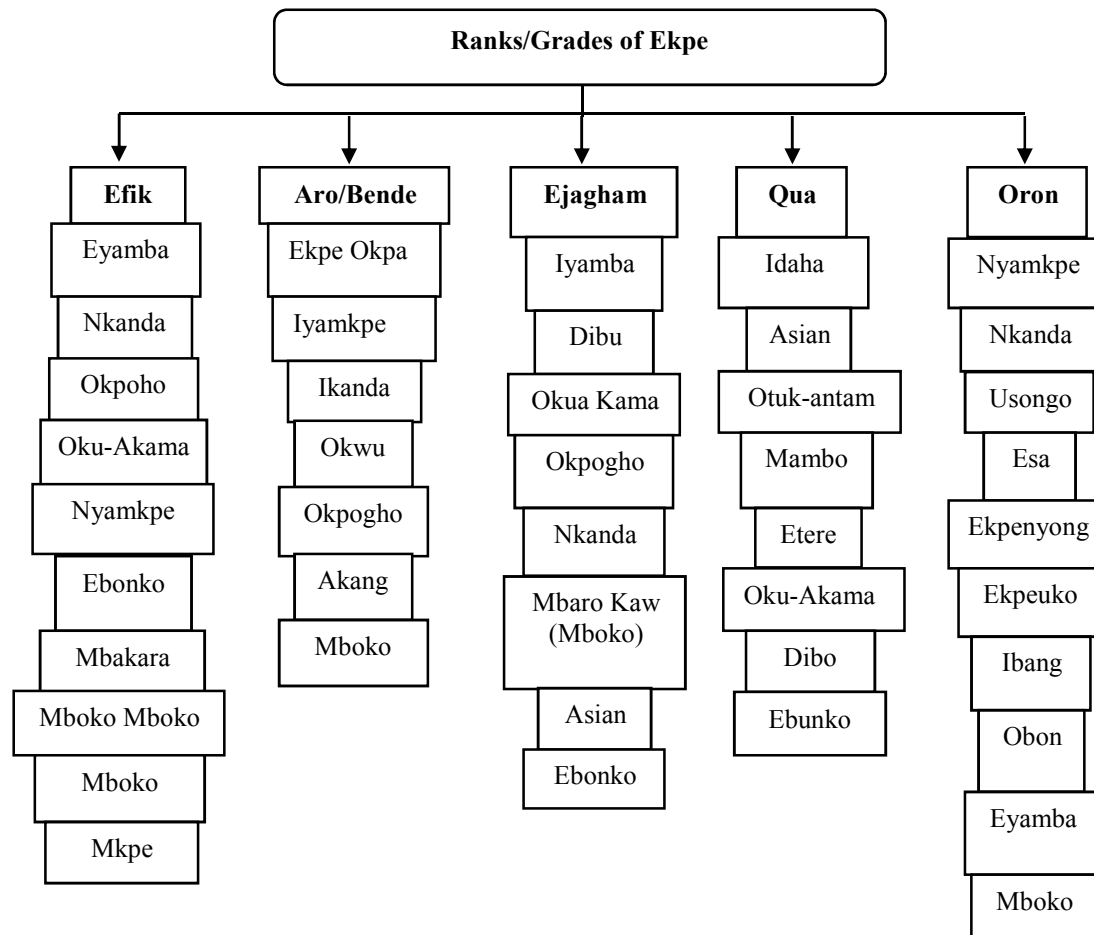 Ranks/Grades of Ekpe
Efik
Eyamba
Nkanda
Okpoho
Oku-Akama
Nyamkpe
Ebonko
Mbakara
Mboko Mboko
Mboko
Mkpe
Aro/Bende
Ekpe Okpa
Iyamkpe
Ikanda
Okwu
Okpogho
Akang
Mboko
Ejagham
Iyamba
Dibu
Okua Kama
Okpogho
Nkanda
Mbaro Kaw
(Mboko)
Asian
Ebonko
Qua
Idaha
Asian
Otuk-antam
Mambo
Etere
Oku-Akama
Dibo
Ebunko
Oron
Nyamkpe
Nkanda
Usongo
Esa
Ekpenyong
Ekpeuko
Ibang
Obon
Eyamba
Mboko